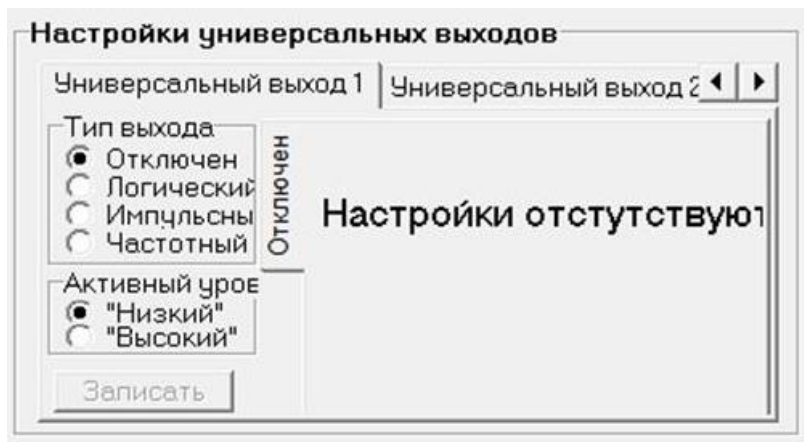 Настройки универсальных выходов
Универсальный выход 1
Универсальный выход 2
Тип выхода
Отключен
Логический
Импульсны
Частотный
Отключен
Настройки отстутствуют
Активный уров
"Низкий"
"Высокий"
Записать